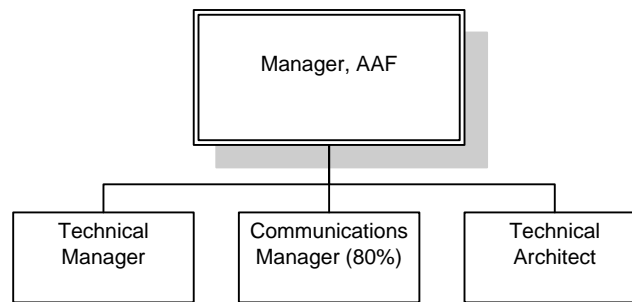 Manager, AAF
Technical
Manager
Communications
Manager (80%)
Technical
Architect